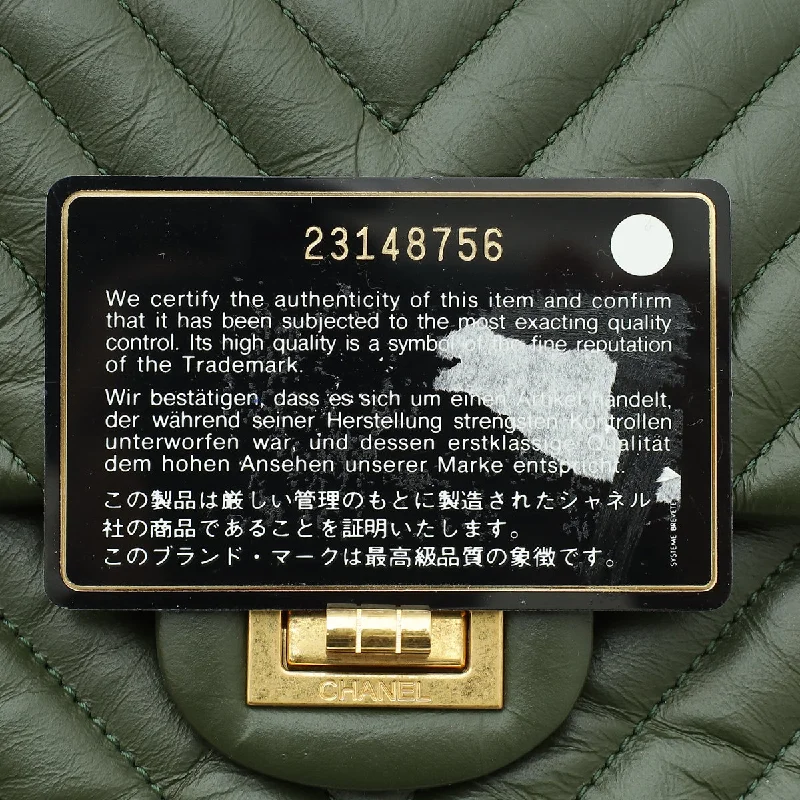 23148756
We certify the authenticity of this item and confirm
that it has been subjected to the most exacting quality
control. Its high quality is a symbol of the fine reputation
of the Trademark.
Wir bestätigen, dass es sich um einen Artikel handelt,
der während seiner Herstellung strengsten Kontrollen
unterworfen war, und dessen erstklassige Qualität
dem hohen Ansehen unserer Marke entspricht.
この製品は厳しい管理のもとに製造されたシャネル
社の商品であることを証明いたします。
このブランド・マークは最高級品質の象徴です。
SYSTEME BREVETE
CHANEL